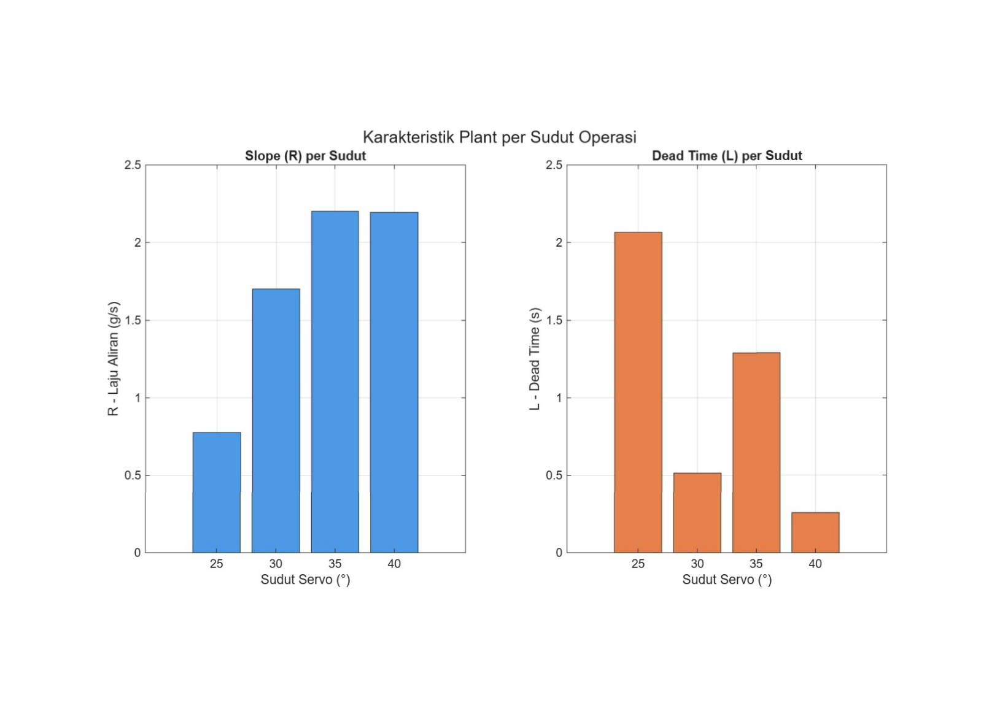 Karakteristik Plant per Sudut Operasi
Slope (R) per Sudut
2.5
2
1.5
1
0.5
0
R - Laju Aliran (g/s)
25 30 35 40
Sudut Servo (°)
Dead Time (L) per Sudut
2.5
2
1.5
1
0.5
0
L - Dead Time (s)
25 30 35 40
Sudut Servo (°)